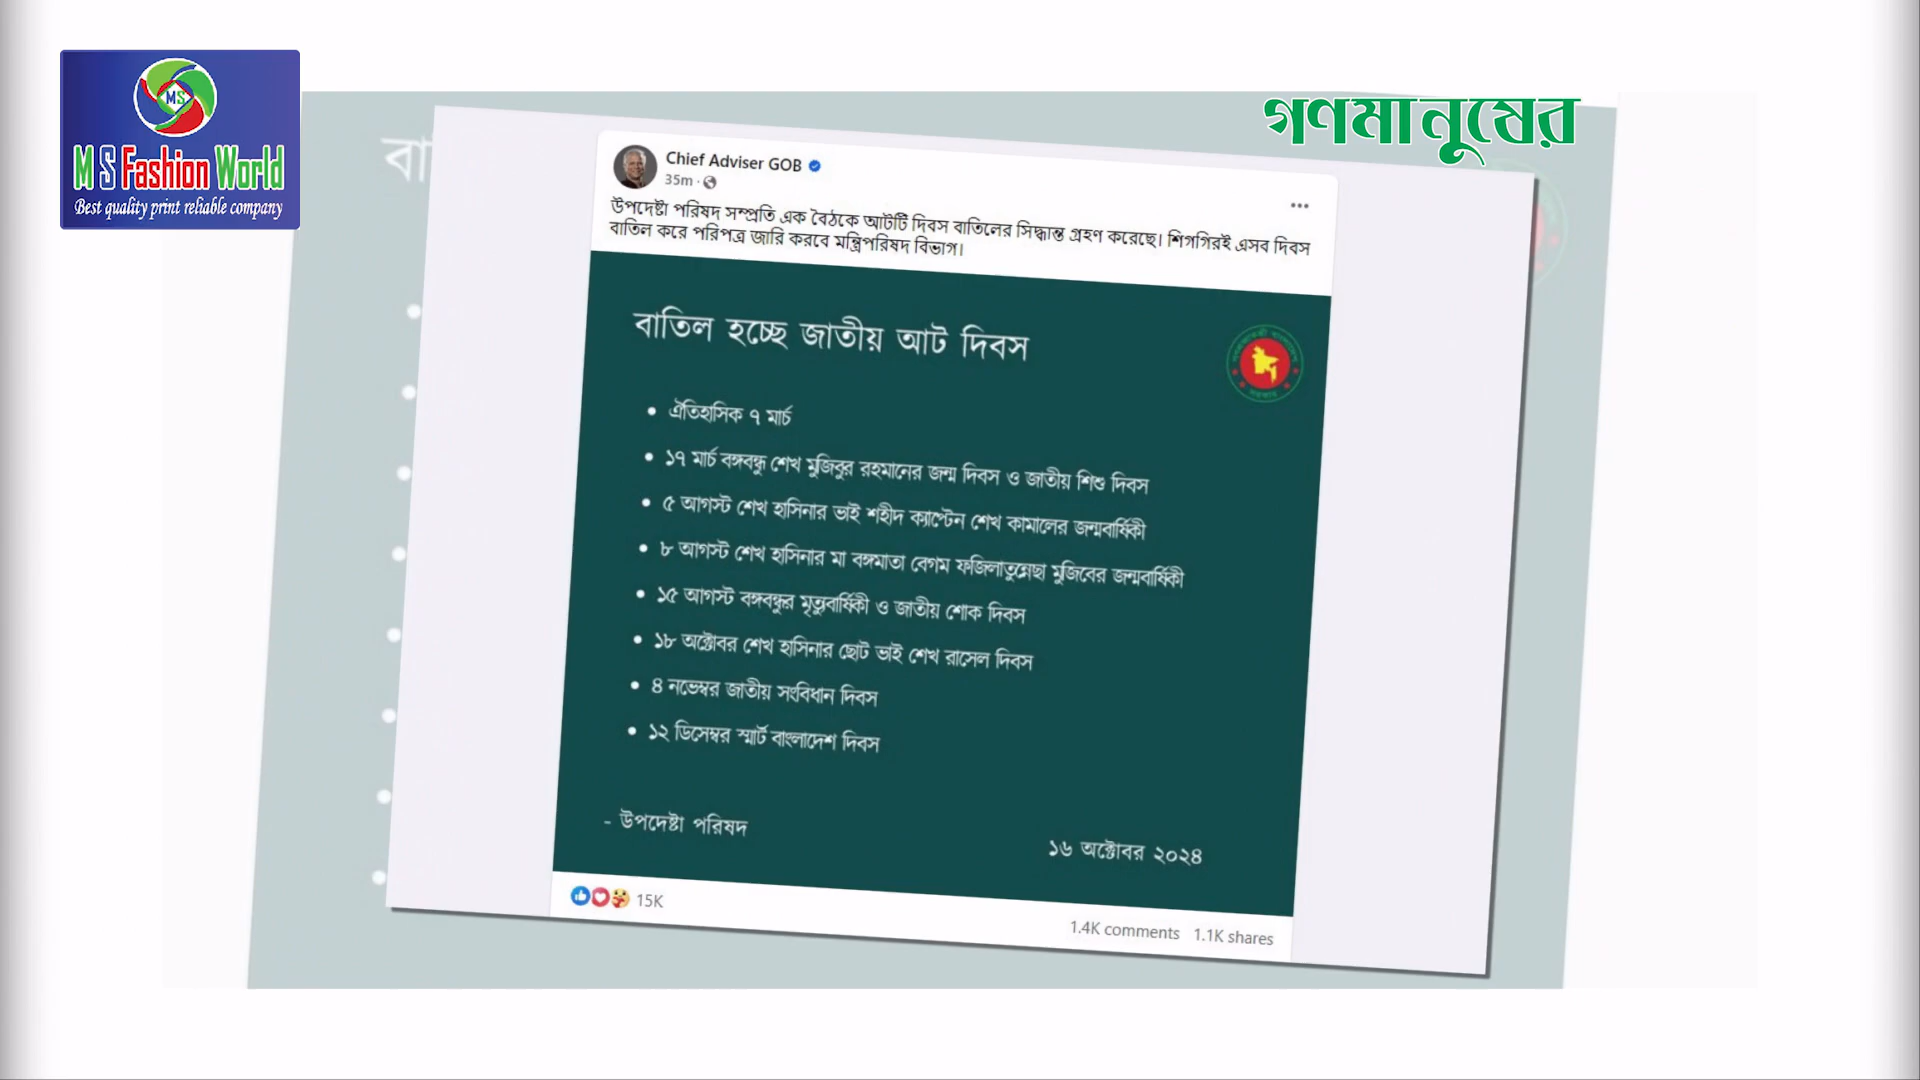 MS
M S Fashion World
Best quality print reliable company
গণমানুষের
বা
Chief Adviser GOB
35m
উপদেষ্টা পরিষদ সম্প্রতি এক বৈঠকে আটটি দিবস বাতিলের সিদ্ধান্ত গ্রহণ করেছে। শিগগিরই এসব দিবস
বাতিল করে পরিপত্র জারি করবে মন্ত্রিপরিষদ বিভাগ।
বাতিল হচ্ছে জাতীয় আট দিবস
• ঐতিহাসিক ৭ মার্চ
• ১৭ মার্চ বঙ্গবন্ধু শেখ মুজিবুর রহমানের জন্ম দিবস ও জাতীয় শিশু দিবস
• ৫ আগস্ট শেখ হাসিনার ভাই শহীদ ক্যাপ্টেন শেখ কামালের জন্মবার্ষিকী
• ৮ আগস্ট শেখ হাসিনার মা বঙ্গমাতা বেগম ফজিলাতুন্নেছা মুজিবের জন্মবার্ষিকী
• ১৫ আগস্ট বঙ্গবন্ধুর মৃত্যুবার্ষিকী ও জাতীয় শোক দিবস
• ১৮ অক্টোবর শেখ হাসিনার ছোট ভাই শেখ রাসেল দিবস
• ৪ নভেম্বর জাতীয় সংবিধান দিবস
• ১২ ডিসেম্বর স্মার্ট বাংলাদেশ দিবস
- উপদেষ্টা পরিষদ
১৬ অক্টোবর ২০২৪
15K
1.4K comments 1.1K shares